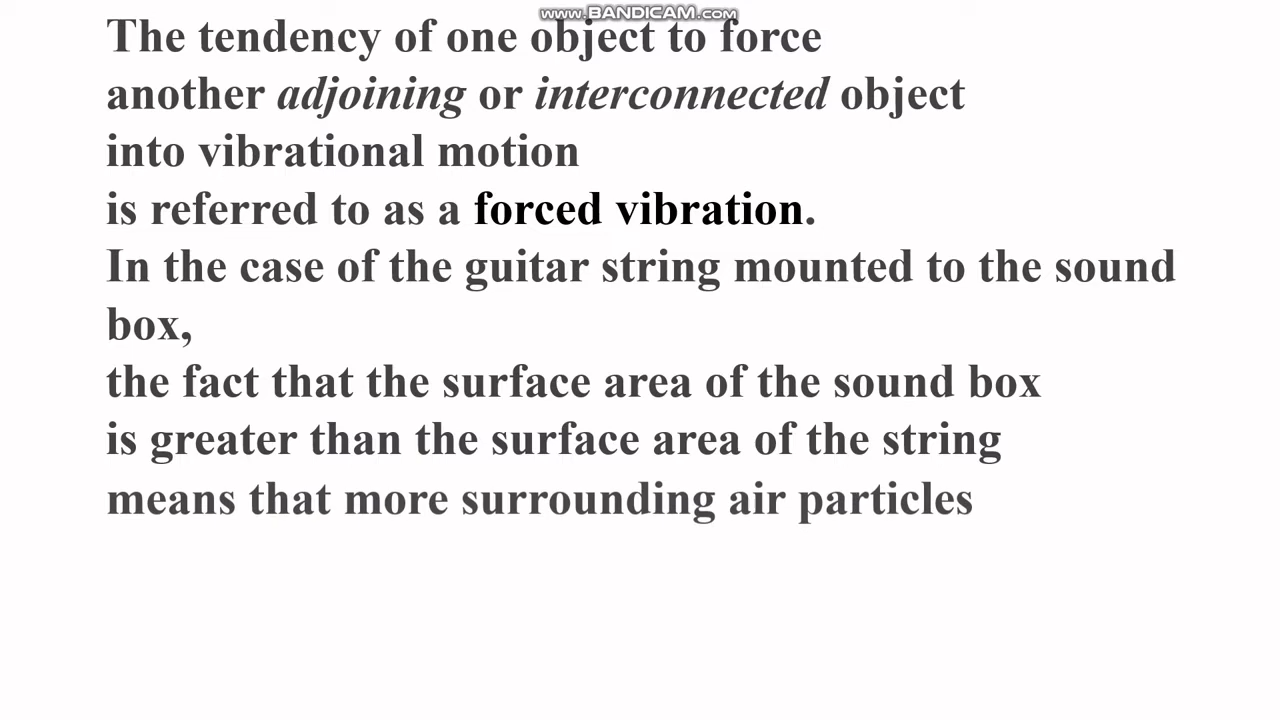 www.BANDICAM.com
The tendency of one object to force
another adjoining or interconnected object
into vibrational motion
is referred to as a forced vibration.
In the case of the guitar string mounted to the sound
box,
the fact that the surface area of the sound box
is greater than the surface area of the string
means that more surrounding air particles